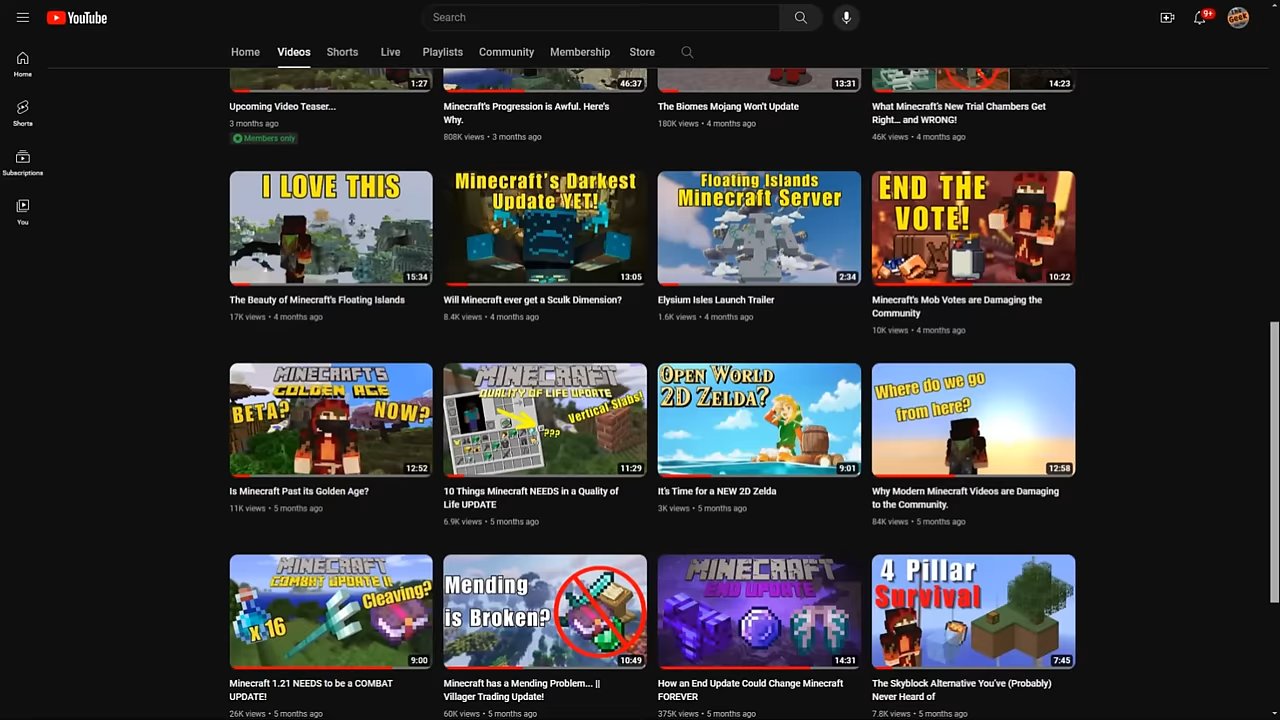 YouTube
Search
9+
Home Videos Shorts Live Playlists Community Membership Store
Home
Shorts
Subscriptions
You
1:27
Upcoming Video Teaser...
3 months ago
Members only
46:37
Minecraft's Progression is Awful. Here's
Why.
808K views • 3 months ago
13:31
The Biomes Mojang Won't Update
180K views • 4 months ago
14:23
What Minecraft's New Trial Chambers Get
Right... and WRONG!
46K views • 4 months ago
I LOVE THIS
15:34
The Beauty of Minecraft's Floating Islands
17K views • 4 months ago
Minecraft's Darkest
Update YET!
13:05
Will Minecraft ever get a Sculk Dimension?
8.4K views • 4 months ago
Floating Islands
Minecraft Server
2:34
Elysium Isles Launch Trailer
1.6K views • 4 months ago
END THE
VOTE!
10:22
Minecraft's Mob Votes are Damaging the
Community
10K views • 4 months ago
MINECRAFT'S
GOLDEN AGE
BETA? NOW?
12:52
Is Minecraft Past its Golden Age?
11K views • 5 months ago
MINECRAFT
QUALITY OF LIFE UPDATE
Vertical Slabs!
???
11:29
10 Things Minecraft NEEDS in a Quality of
Life UPDATE
6.9K views • 5 months ago
OPEN WORLD
2D ZELDA?
9:01
It's Time for a NEW 2D Zelda
3K views • 5 months ago
Where do we go
from here?
12:58
Why Modern Minecraft Videos are Damaging
to the Community.
84K views • 5 months ago
MINECRAFT
COMBAT UPDATE II
Cleaving?
X 16
9:00
Minecraft 1.21 NEEDS to be a COMBAT
UPDATE!
26K views • 5 months ago
Mending
is Broken?
10:49
Minecraft has a Mending Problem... ||
Villager Trading Update!
60K views • 5 months ago
MINECRAFT
END UPDATE
14:31
How an End Update Could Change Minecraft
FOREVER
375K views • 5 months ago
4 Pillar
Survival
7:45
The Skyblock Alternative You've (Probably)
Never Heard of
7.8K views • 5 months ago